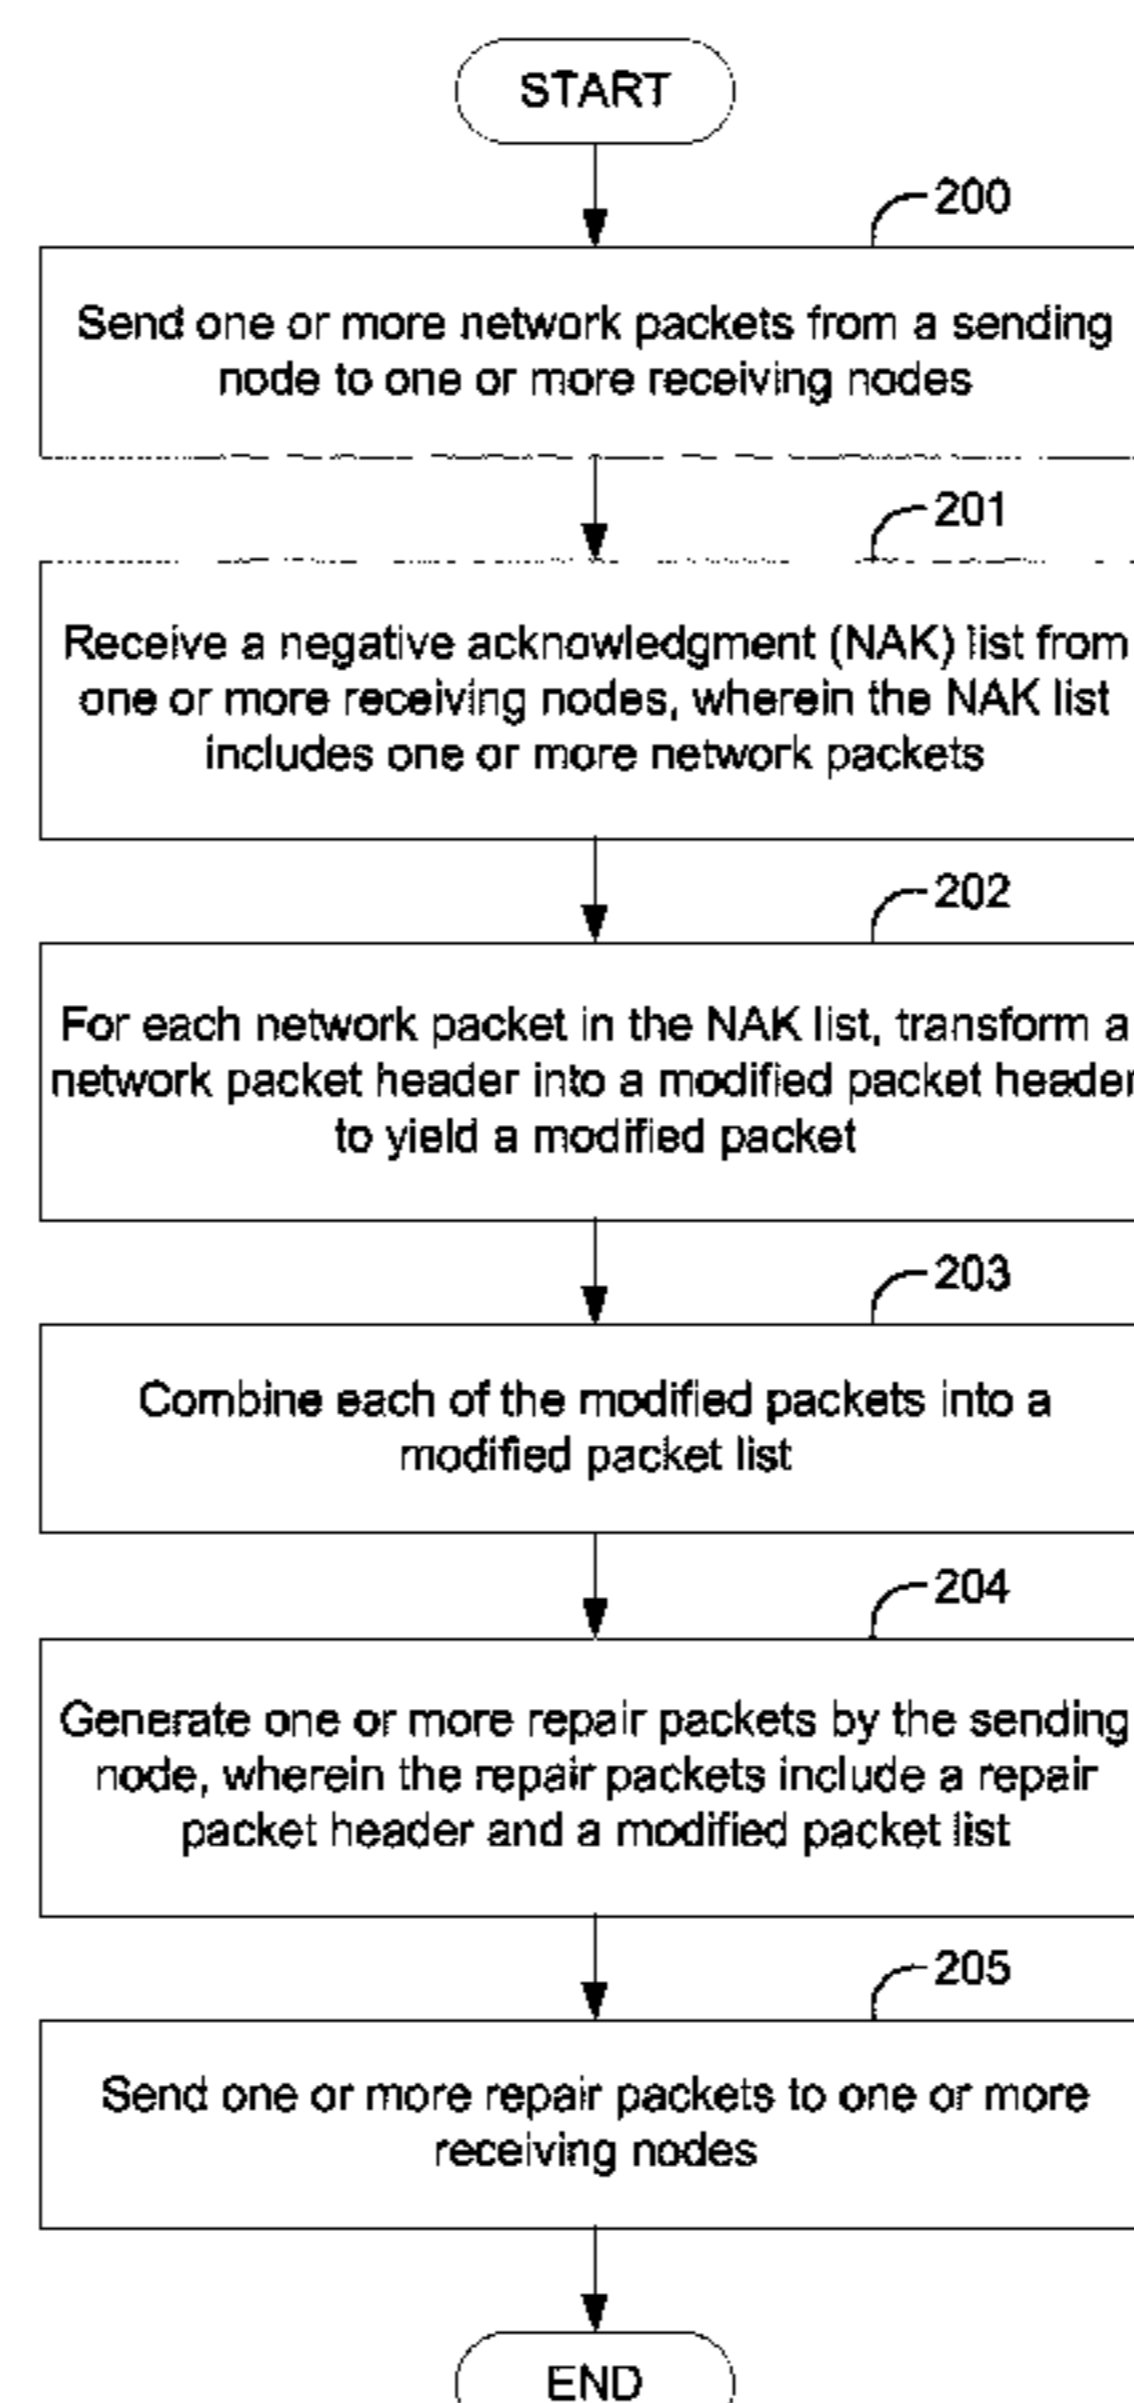 START
200
Send one or more network packets from a sending
node to one or more receiving nodes
201
Receive a negative acknowledgment (NAK) list from
one or more receiving nodes, wherein the NAK list
includes one or more network packets
202
For each network packet in the NAK list, transform a
network packet header into a modified packet header
to yield a modified packet
203
Combine each of the modified packets into a
modified packet list
204
Generate one or more repair packets by the sending
node, wherein the repair packets include a repair
packet header and a modified packet list
205
Send one or more repair packets to one or more
receiving nodes
END